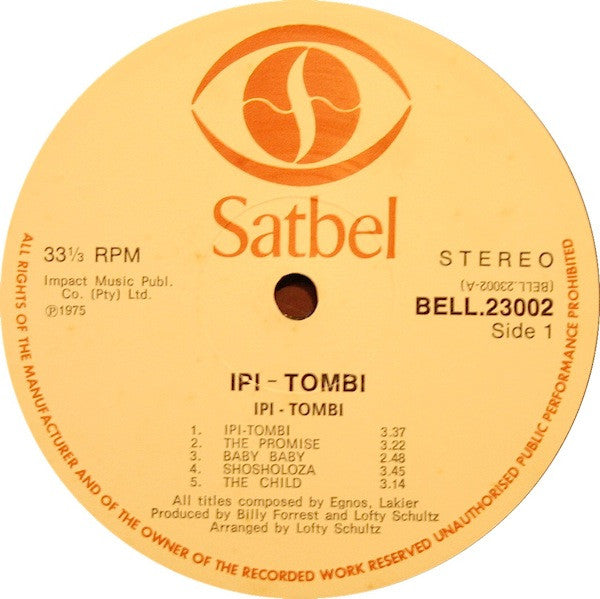 Satbel
33⅓ RPM
Impact Music Publ.
Co. (Pty) Ltd.
℗1975
STEREO
(BELL.23002-A)
BELL.23002
Side 1
IPI - TOMBI
IPI - TOMBI
1. IPI-TOMBI 3.37
2. THE PROMISE 3.22
3. BABY BABY 2.48
4. SHOSHOLOZA 3.45
5. THE CHILD 3.14
All titles composed by Egnos, Lakier
Produced by Billy Forrest and Lofty Schultz
Arranged by Lofty Schultz
ALL RIGHTS OF THE MANUFACTURER AND OF THE OWNER OF THE RECORDED WORK RESERVED UNAUTHORISED PUBLIC PERFORMANCE PROHIBITED